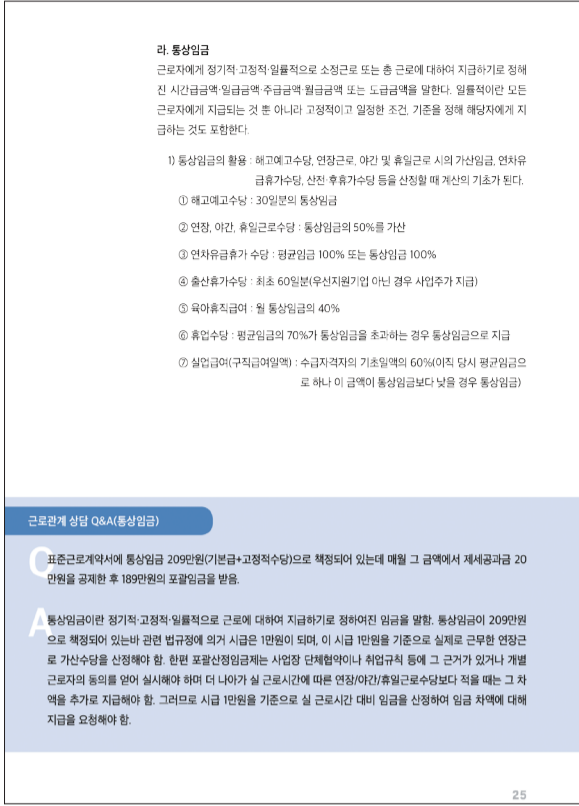 라. 통상임금
근로자에게 정기적·고정적·일률적으로 소정근로 또는 총 근로에 대하여 지급하기로 정해
진 시간급금액·일급금액·주급금액·월급금액 또는 도급금액을 말한다. 일률적이란 모든
근로자에게 지급되는 것 뿐 아니라 고정적이고 일정한 조건, 기준을 정해 해당자에게 지
급하는 것도 포함한다.
1) 통상임금의 활용 : 해고예고수당, 연장근로, 야간 및 휴일근로 시의 가산임금, 연차유
급휴가수당, 산전·후휴가수당 등을 산정할 때 계산의 기초가 된다.
① 해고예고수당 : 30일분의 통상임금
② 연장, 야간, 휴일근로수당 : 통상임금의 50%를 가산
③ 연차유급휴가 수당 : 평균임금 100% 또는 통상임금 100%
④ 출산휴가수당 : 최초 60일분(우선지원기업 아닌 경우 사업주가 지급)
⑤ 육아휴직급여 : 월 통상임금의 40%
⑥ 휴업수당 : 평균임금의 70%가 통상임금을 초과하는 경우 통상임금으로 지급
⑦ 실업급여(구직급여일액) : 수급자격자의 기초일액의 60%(이직 당시 평균임금으
로 하나 이 금액이 통상임금보다 낮을 경우 통상임금)
근로관계 상담 Q&A(통상임금)
Q 표준근로계약서에 통상임금 209만원(기본급+고정적수당)으로 책정되어 있는데 매월 그 금액에서 제세공과금 20
만원을 공제한 후 189만원의 포괄임금을 받음.
A 통상임금이란 정기적·고정적·일률적으로 근로에 대하여 지급하기로 정하여진 임금을 말함. 통상임금이 209만원
으로 책정되어 있는바 관련 법규정에 의거 시급은 1만원이 되며, 이 시급 1만원을 기준으로 실제로 근무한 연장근
로 가산수당을 산정해야 함. 한편 포괄산정임금제는 사업장 단체협약이나 취업규칙 등에 그 근거가 있거나 개별
근로자의 동의를 얻어 실시해야 하며 더 나아가 실 근로시간에 따른 연장/야간/휴일근로수당보다 적을 때는 그 차
액을 추가로 지급해야 함. 그러므로 시급 1만원을 기준으로 실 근로시간 대비 임금을 산정하여 임금 차액에 대해
지급을 요청해야 함.
25